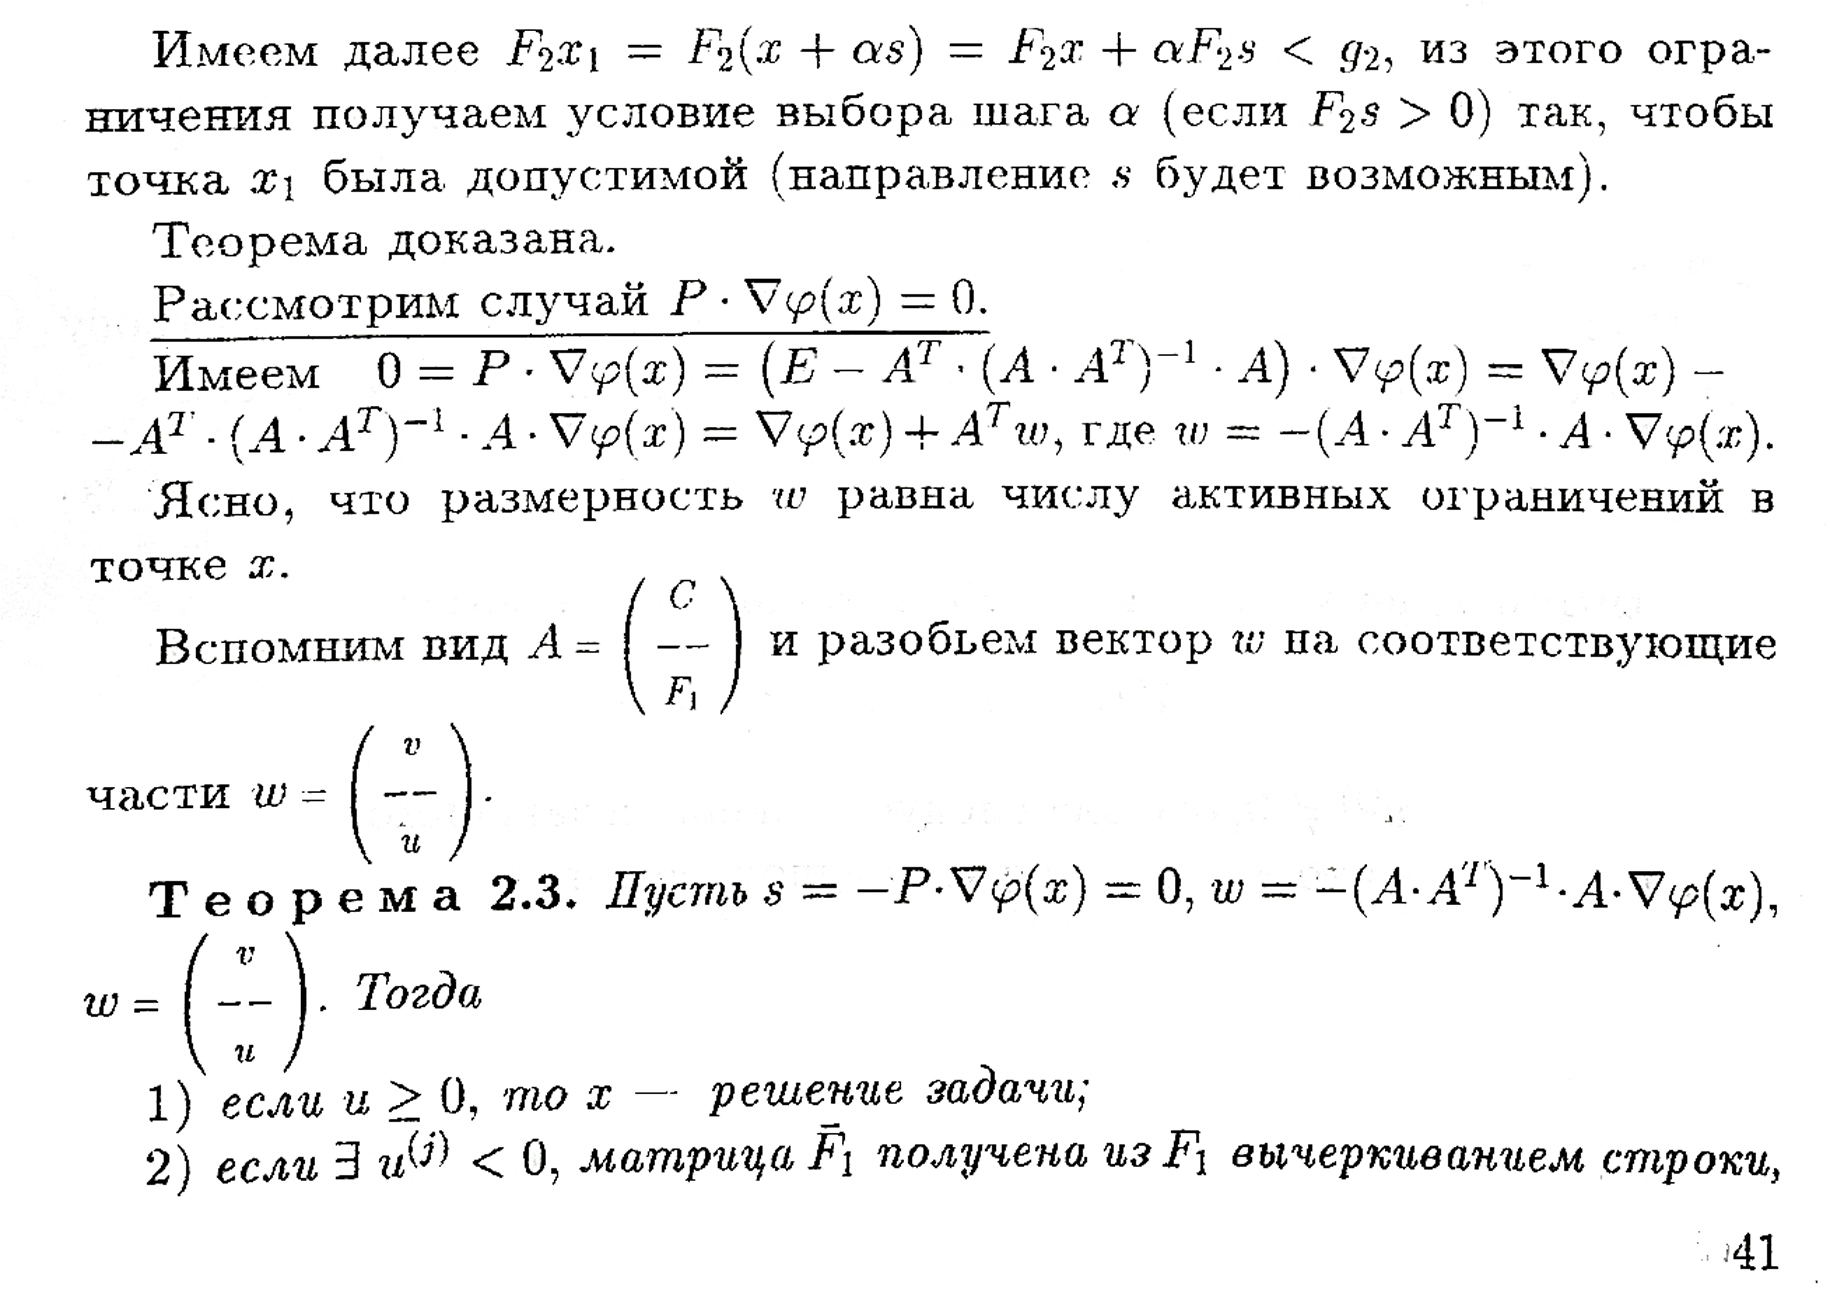 Имеем далее F₂x₁ = F₂(x + αs) = F₂x + αF₂s < g₂, из этого огра-
ничения получаем условие выбора шага α (если F₂s > 0) так, чтобы
точка x₁ была допустимой (направление s будет возможным).
Теорема доказана.
Рассмотрим случай P · ∇φ(x) = 0.
Имеем 0 = P · ∇φ(x) = (E − Aᵀ · (A · Aᵀ)⁻¹ · A) · ∇φ(x) = ∇φ(x) −
−Aᵀ · (A · Aᵀ)⁻¹ · A · ∇φ(x) = ∇φ(x) + Aᵀw, где w = −(A · Aᵀ)⁻¹ · A · ∇φ(x).
Ясно, что размерность w равна числу активных ограничений в
точке x.
Вспомним вид A = ( C -- F₁ ) и разобьем вектор w на соответствующие
части w = ( v -- u ).
Теорема 2.3. Пусть s = −P·∇φ(x) = 0, w = −(A·Aᵀ)⁻¹·A·∇φ(x),
w = ( v -- u ). Тогда
1) если u ≥ 0, то x — решение задачи;
2) если ∃ u⁽ʲ⁾ < 0, матрица F̄₁ получена из F₁ вычеркиванием строки,
41